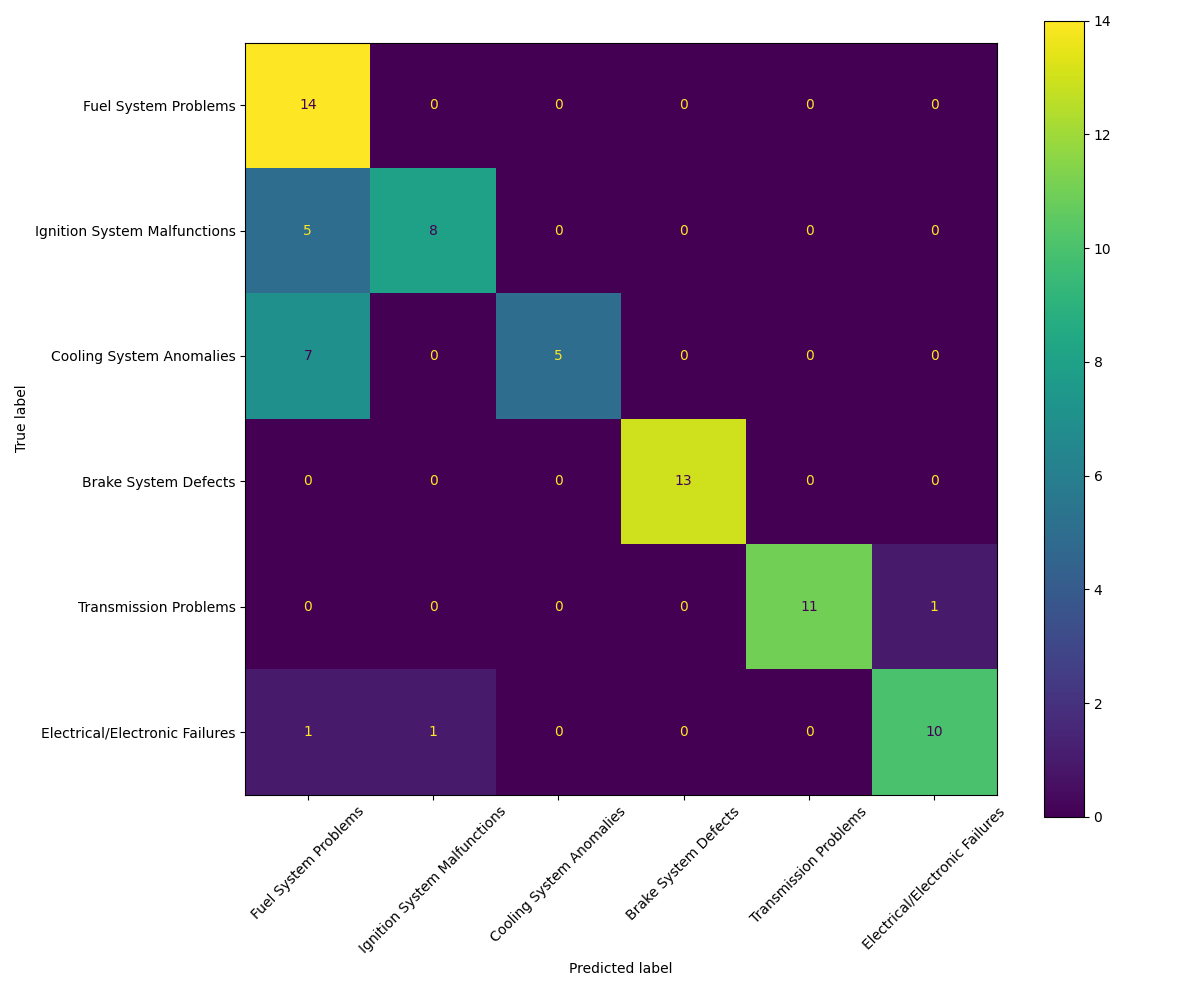 True label
Fuel System Problems
14 0 0 0 0 0
Ignition System Malfunctions
5 8 0 0 0 0
Cooling System Anomalies
7 0 5 0 0 0
Brake System Defects
0 0 0 13 0 0
Transmission Problems
0 0 0 0 11 1
Electrical/Electronic Failures
1 1 0 0 0 10
Fuel System Problems
Ignition System Malfunctions
Cooling System Anomalies
Brake System Defects
Transmission Problems
Electrical/Electronic Failures
Predicted label
14
12
10
8
6
4
2
0